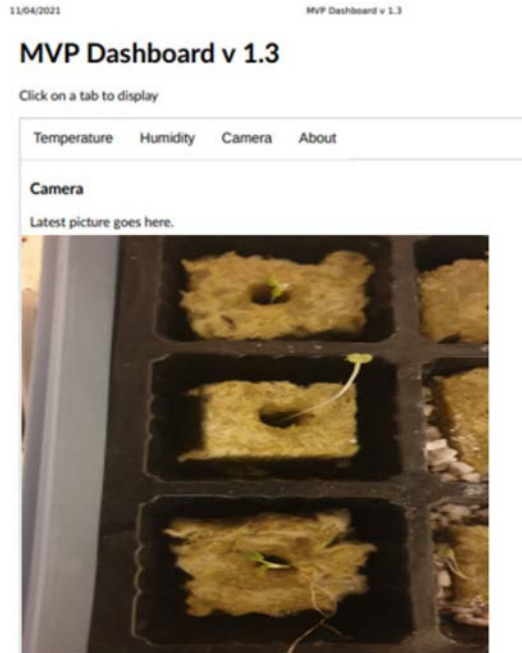 11/04/2021 MVP Dashboard v 1.3
MVP Dashboard v 1.3
Click on a tab to display
Temperature Humidity Camera About
Camera
Latest picture goes here.